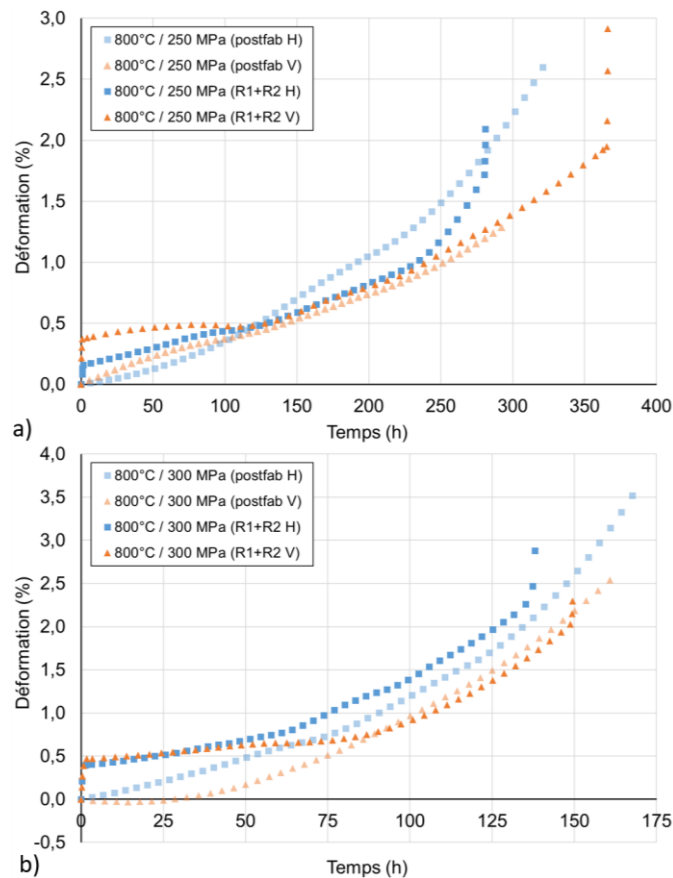 3,0
2,5
2,0
1,5
1,0
0,5
0,0
Déformation (%)
800°C / 250 MPa (postfab H)
800°C / 250 MPa (postfab V)
800°C / 250 MPa (R1+R2 H)
800°C / 250 MPa (R1+R2 V)
0 50 100 150 200 250 300 350 400
a)
Temps (h)
4,0
3,5
3,0
2,5
2,0
1,5
1,0
0,5
0,0
-0,5
Déformation (%)
800°C / 300 MPa (postfab H)
800°C / 300 MPa (postfab V)
800°C / 300 MPa (R1+R2 H)
800°C / 300 MPa (R1+R2 V)
0 25 50 75 100 125 150 175
b)
Temps (h)